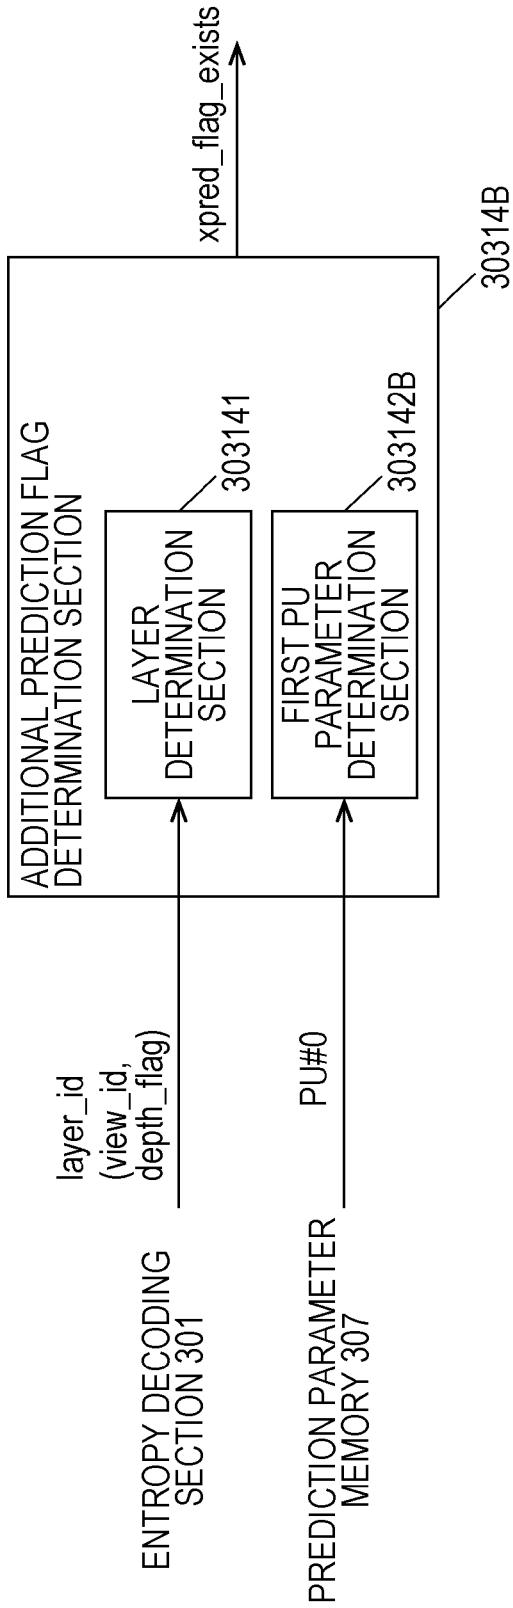 ADDITIONAL PREDICTION FLAG
DETERMINATION SECTION
ENTROPY DECODING
SECTION 301
layer_id
(view_id,
depth_flag)
LAYER
DETERMINATION
SECTION
303141
xpred_flag_exists
PREDICTION PARAMETER
MEMORY 307
PU#0
FIRST PU
PARAMETER
DETERMINATION
SECTION
303142B
30314B